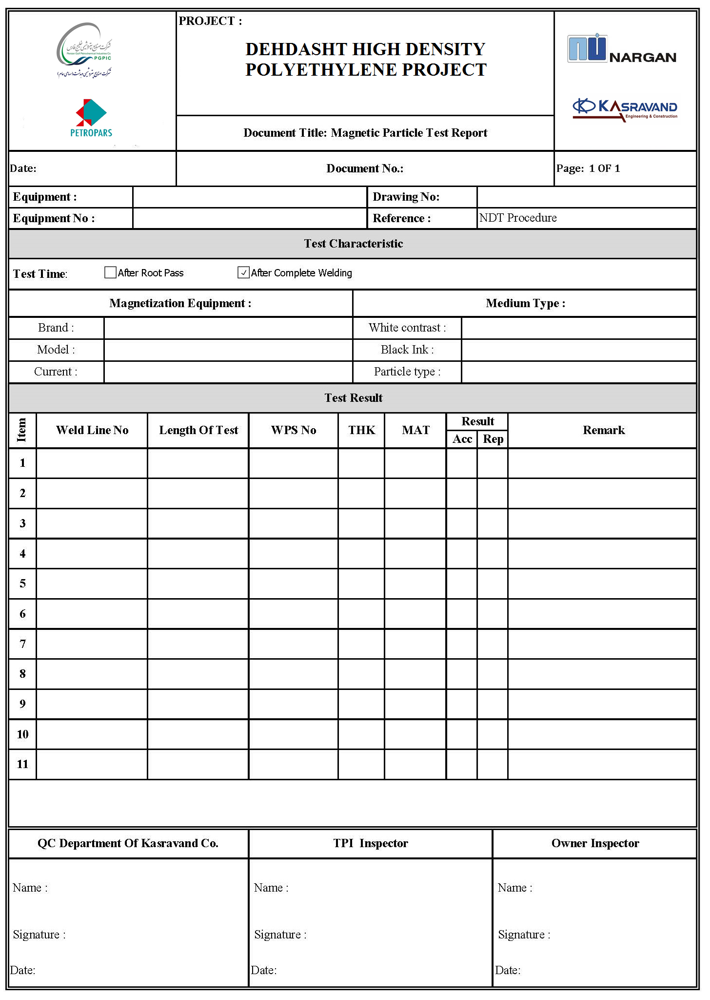 شرکت صنایع پتروشیمی خلیج فارس
Persian Gulf Petrochemical Industries Co
PGPIC
شرکت صنایع پتروشیمی دهدشت (سهامی عام)
PETROPARS
PROJECT :
DEHDASHT HIGH DENSITY
POLYETHYLENE PROJECT
Document Title: Magnetic Particle Test Report
NARGAN
KASRAVAND
Engineering & Construction
Date:
Document No.:
Page: 1 OF 1
Equipment :
Drawing No:
Equipment No :
Reference :
NDT Procedure
Test Characteristic
Test Time:
After Root Pass
✓ After Complete Welding
Magnetization Equipment :
Medium Type :
Brand :
White contrast :
Model :
Black Ink :
Current :
Particle type :
Test Result
Item
Weld Line No
Length Of Test
WPS No
THK
MAT
Result
Acc
Rep
Remark
1
2
3
4
5
6
7
8
9
10
11
QC Department Of Kasravand Co.
TPI Inspector
Owner Inspector
Name :
Name :
Name :
Signature :
Signature :
Signature :
Date:
Date:
Date: